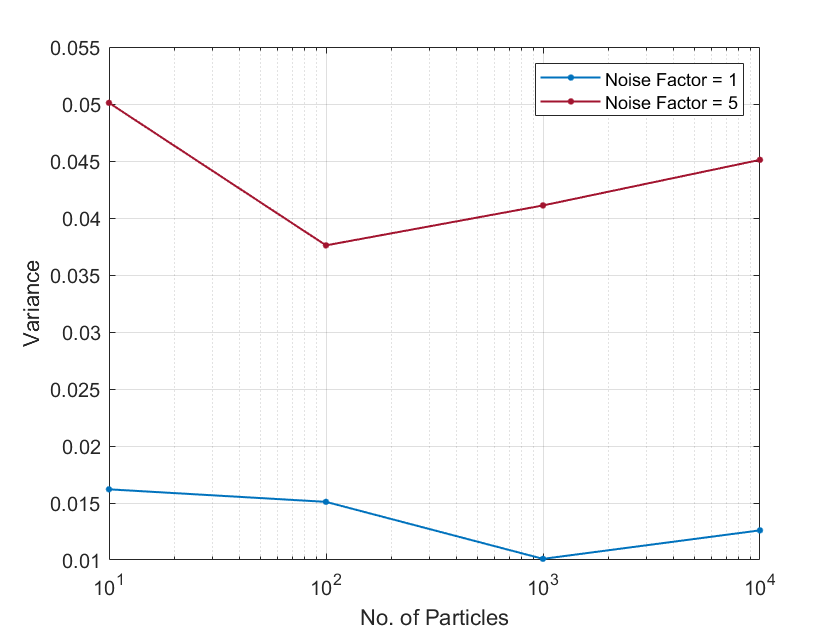 0.055
0.05
0.045
0.04
0.035
0.03
0.025
0.02
0.015
0.01
Variance
Noise Factor = 1
Noise Factor = 5
10^1 10^2 10^3 10^4
No. of Particles